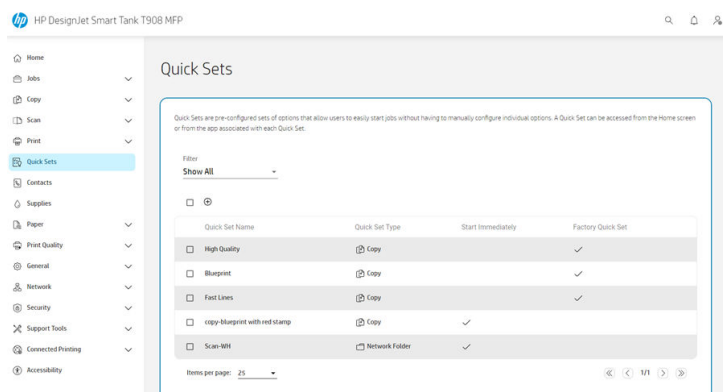 hp HP DesignJet Smart Tank T908 MFP
Home
Jobs
Copy
Scan
Print
Quick Sets
Contacts
Supplies
Paper
Print Quality
General
Network
Security
Support Tools
Connected Printing
Accessibility
Quick Sets
Quick Sets are pre-configured sets of options that allow users to easily start jobs without having to manually configure individual options. A Quick Set can be accessed from the Home screen
or from the app associated with each Quick Set.
Filter
Show All
Quick Set Name Quick Set Type Start Immediately Factory Quick Set
High Quality Copy
Blueprint Copy
Fast Lines Copy
copy-blueprint with red stamp Copy
Scan-WH Network Folder
Items per page: 25 1/1